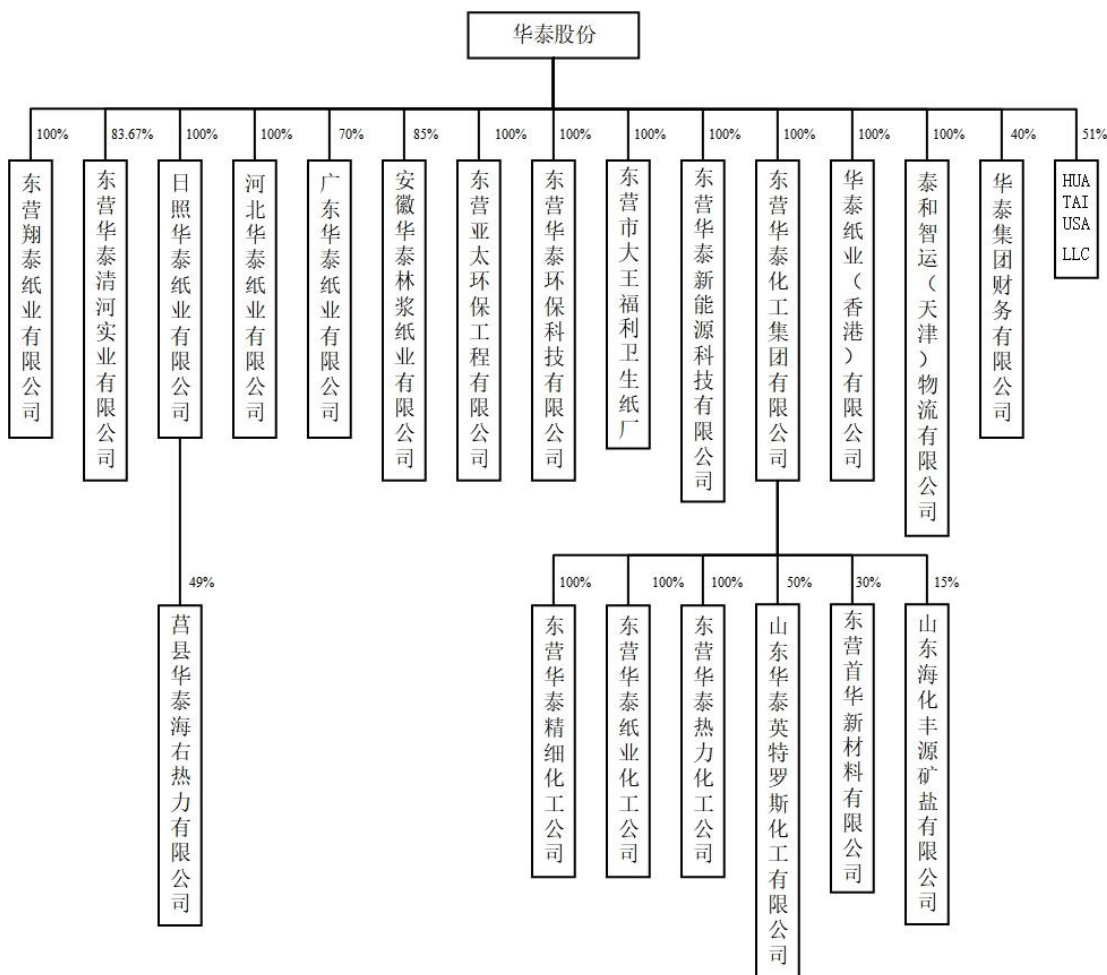 华泰股份
100%
83.67%
100%
100%
70%
85%
100%
100%
100%
100%
100%
100%
100%
40%
51%
东营翔泰纸业有限公司
东营华泰清河实业有限公司
日照华泰纸业有限公司
河北华泰纸业有限公司
广东华泰纸业有限公司
安徽华泰林浆纸业有限公司
东营亚太环保工程有限公司
东营华泰环保科技有限公司
东营市大王福利卫生纸厂
东营华泰新能源科技有限公司
东营华泰化工集团有限公司
华泰纸业（香港）有限公司
泰和智运（天津）物流有限公司
华泰集团财务有限公司
HUA
TAI
USA
LLC
49%
100%
100%
100%
50%
30%
15%
莒县华泰海右热力有限公司
东营华泰精细化工公司
东营华泰纸业化工公司
东营华泰热力化工公司
山东华泰英特罗斯化工有限公司
东营首华新材料有限公司
山东海化丰源矿盐有限公司